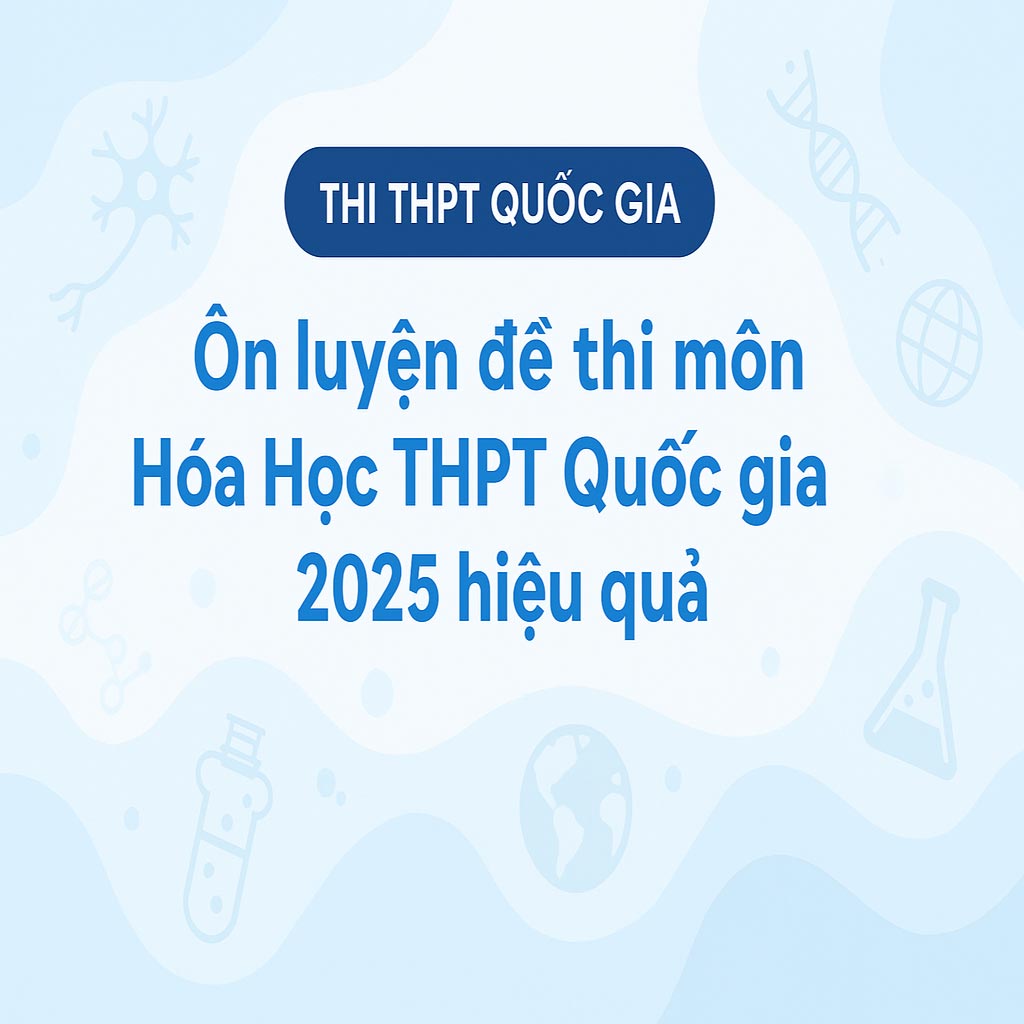 THI THPT QUỐC GIA
Ôn luyện đề thi môn
Hóa Học THPT Quốc gia
2025 hiệu quả